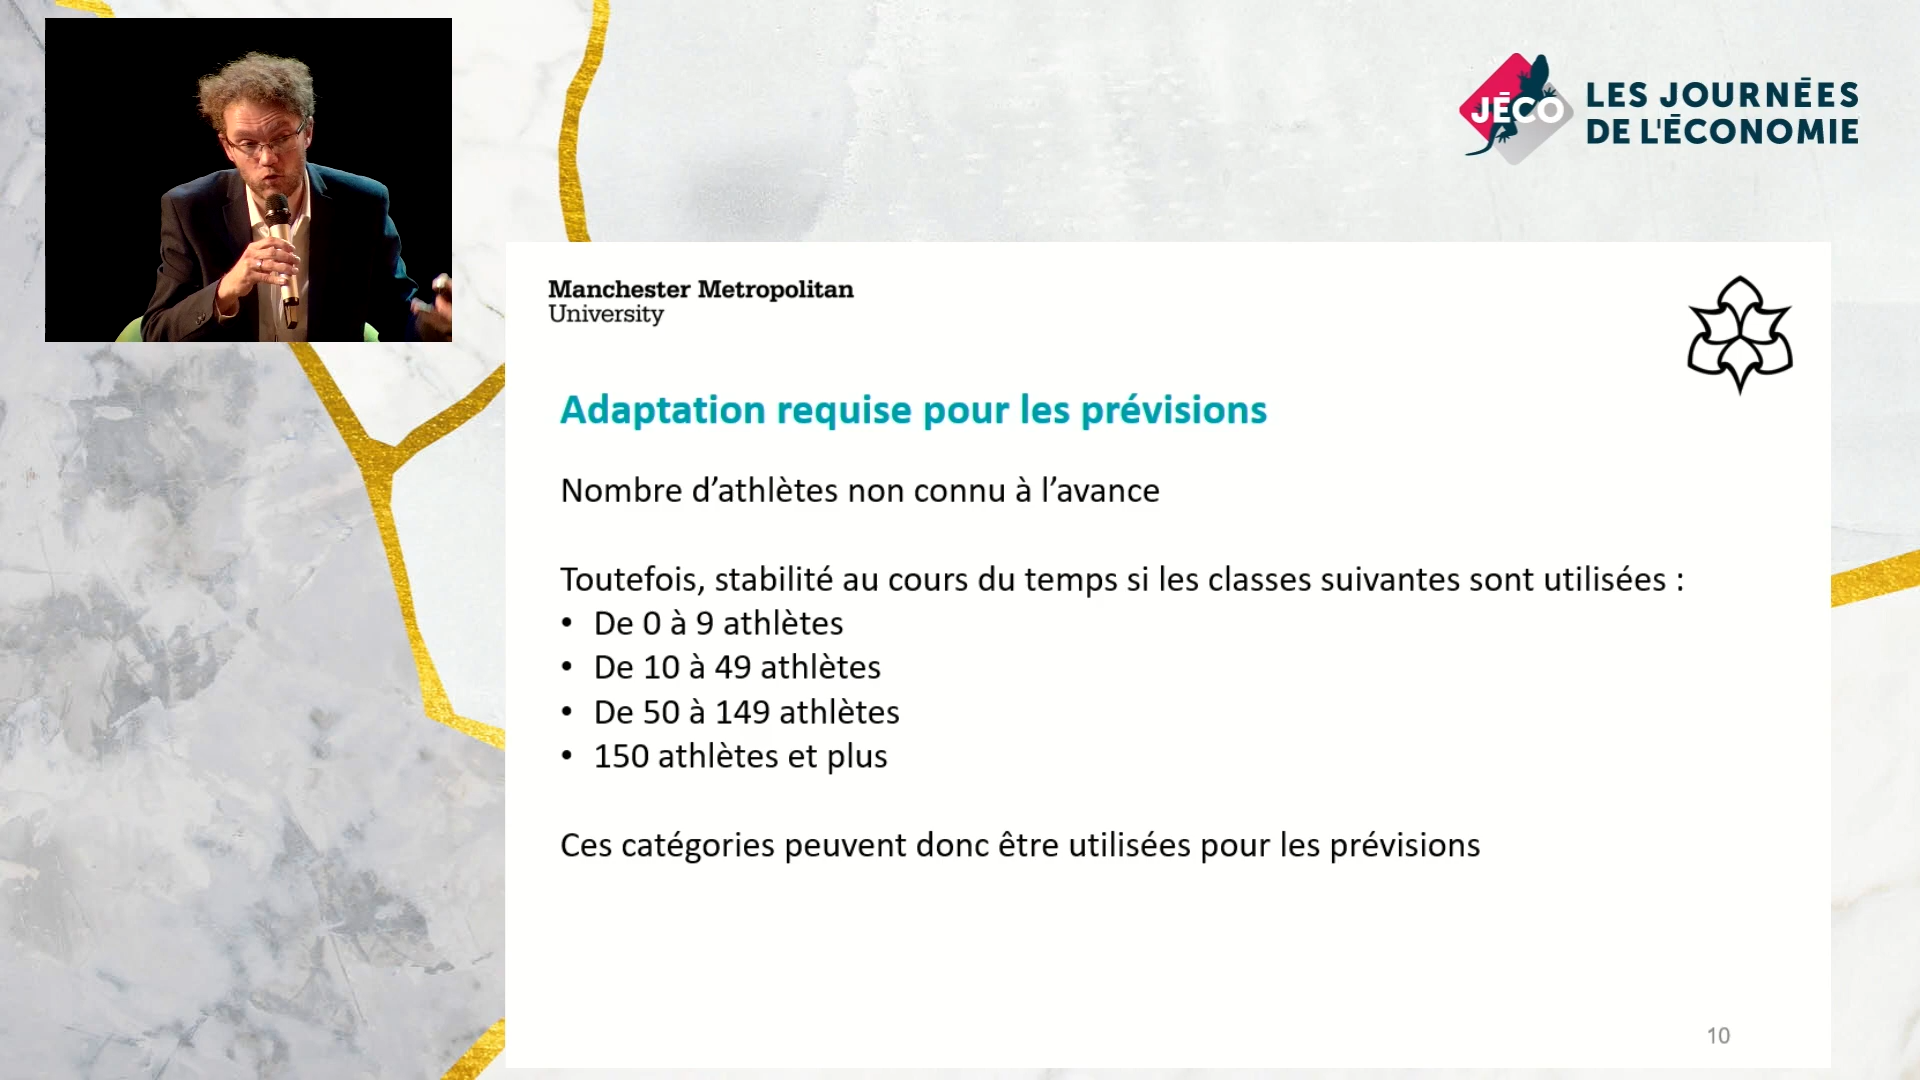 JÉCO
LES JOURNÉES
DE L'ÉCONOMIE
Manchester Metropolitan
University
Adaptation requise pour les prévisions
Nombre d’athlètes non connu à l’avance
Toutefois, stabilité au cours du temps si les classes suivantes sont utilisées :
• De 0 à 9 athlètes
• De 10 à 49 athlètes
• De 50 à 149 athlètes
• 150 athlètes et plus
Ces catégories peuvent donc être utilisées pour les prévisions
10